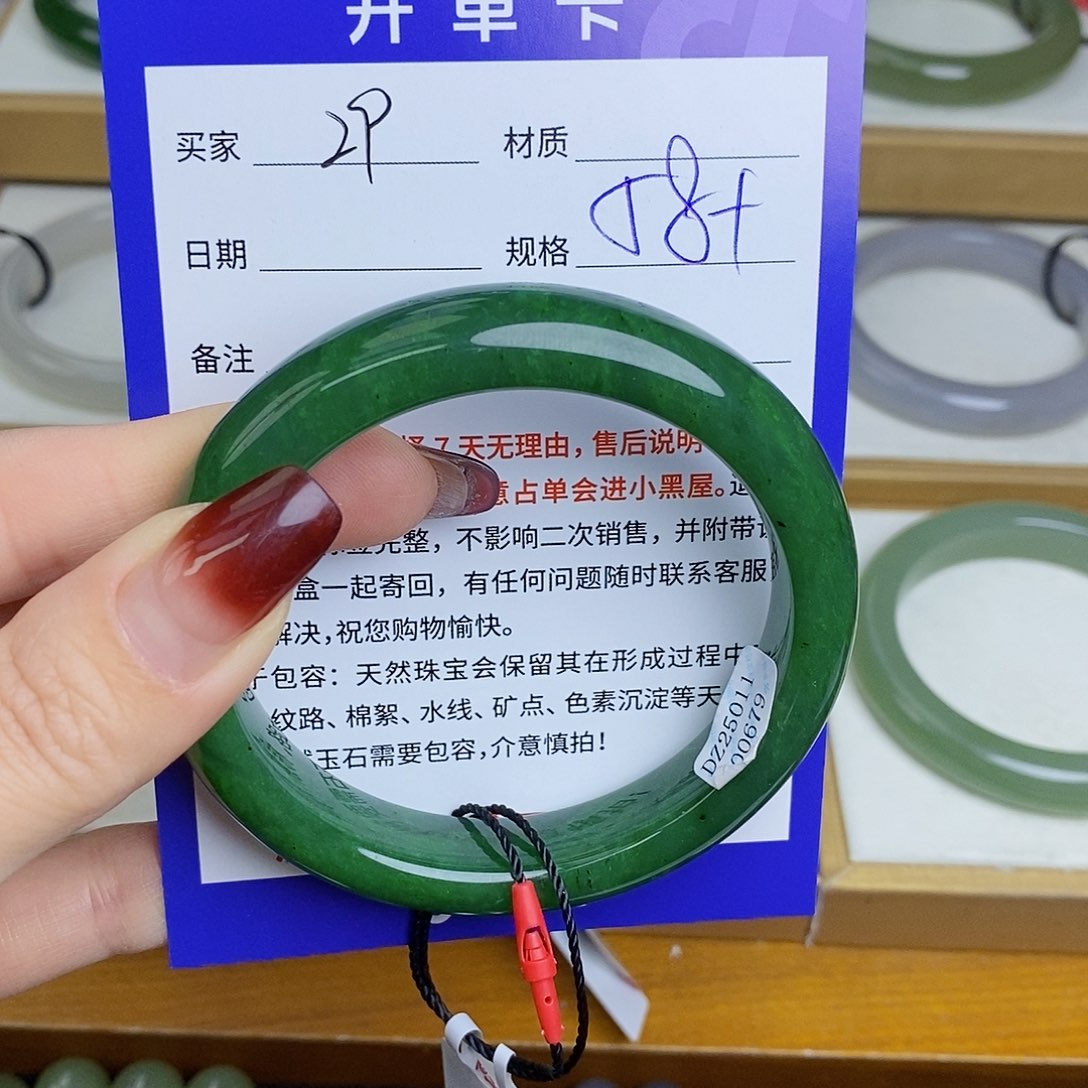 开单卡
买家 2P 材质
日期 规格 58+
备注
择7天无理由，售后说明
意占单会进小黑屋。
完整，不影响二次销售，并附带
盒一起寄回，有任何问题随时联系客服
解决，祝您购物愉快。
于包容：天然珠宝会保留其在形成过程中
纹路、棉絮、水线、矿点、色素沉淀等天
然玉石需要包容，介意慎拍！
DZ25011
00679